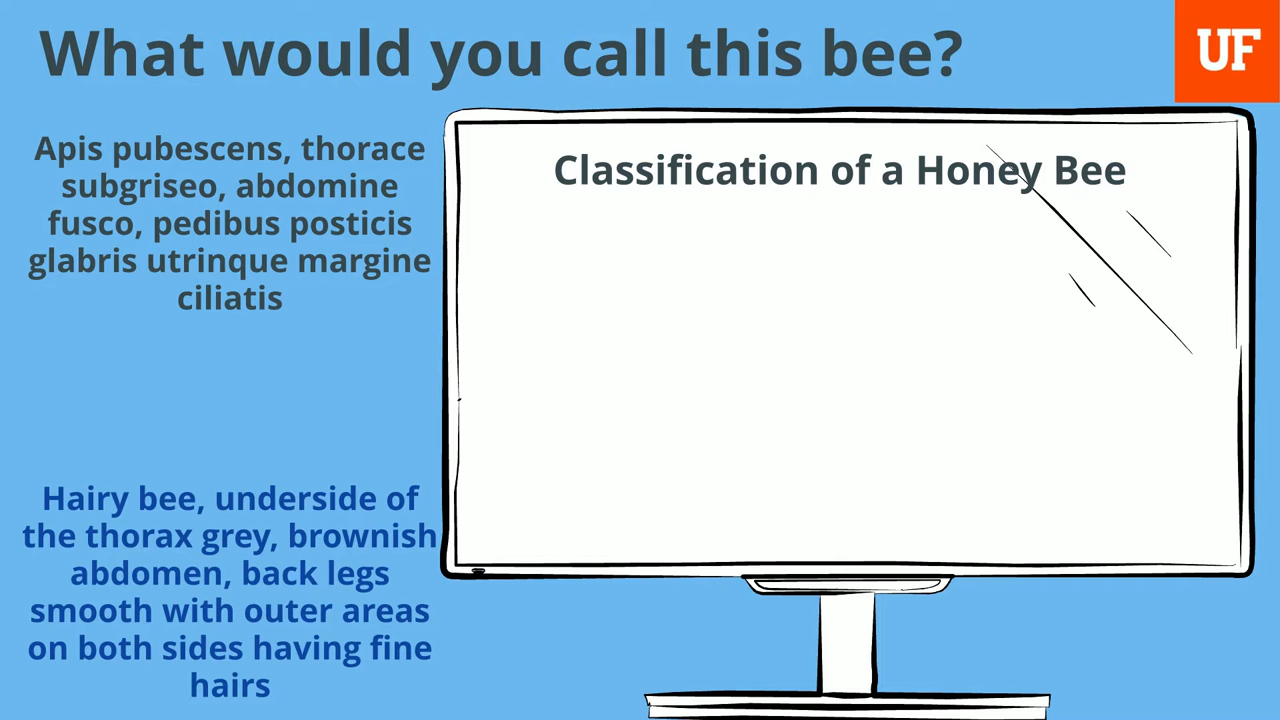 What would you call this bee?
UF
Apis pubescens, thorace
subgriseo, abdomine
fusco, pedibus posticis
glabris utrinque margine
ciliatis
Classification of a Honey Bee
Hairy bee, underside of
the thorax grey, brownish
abdomen, back legs
smooth with outer areas
on both sides having fine
hairs